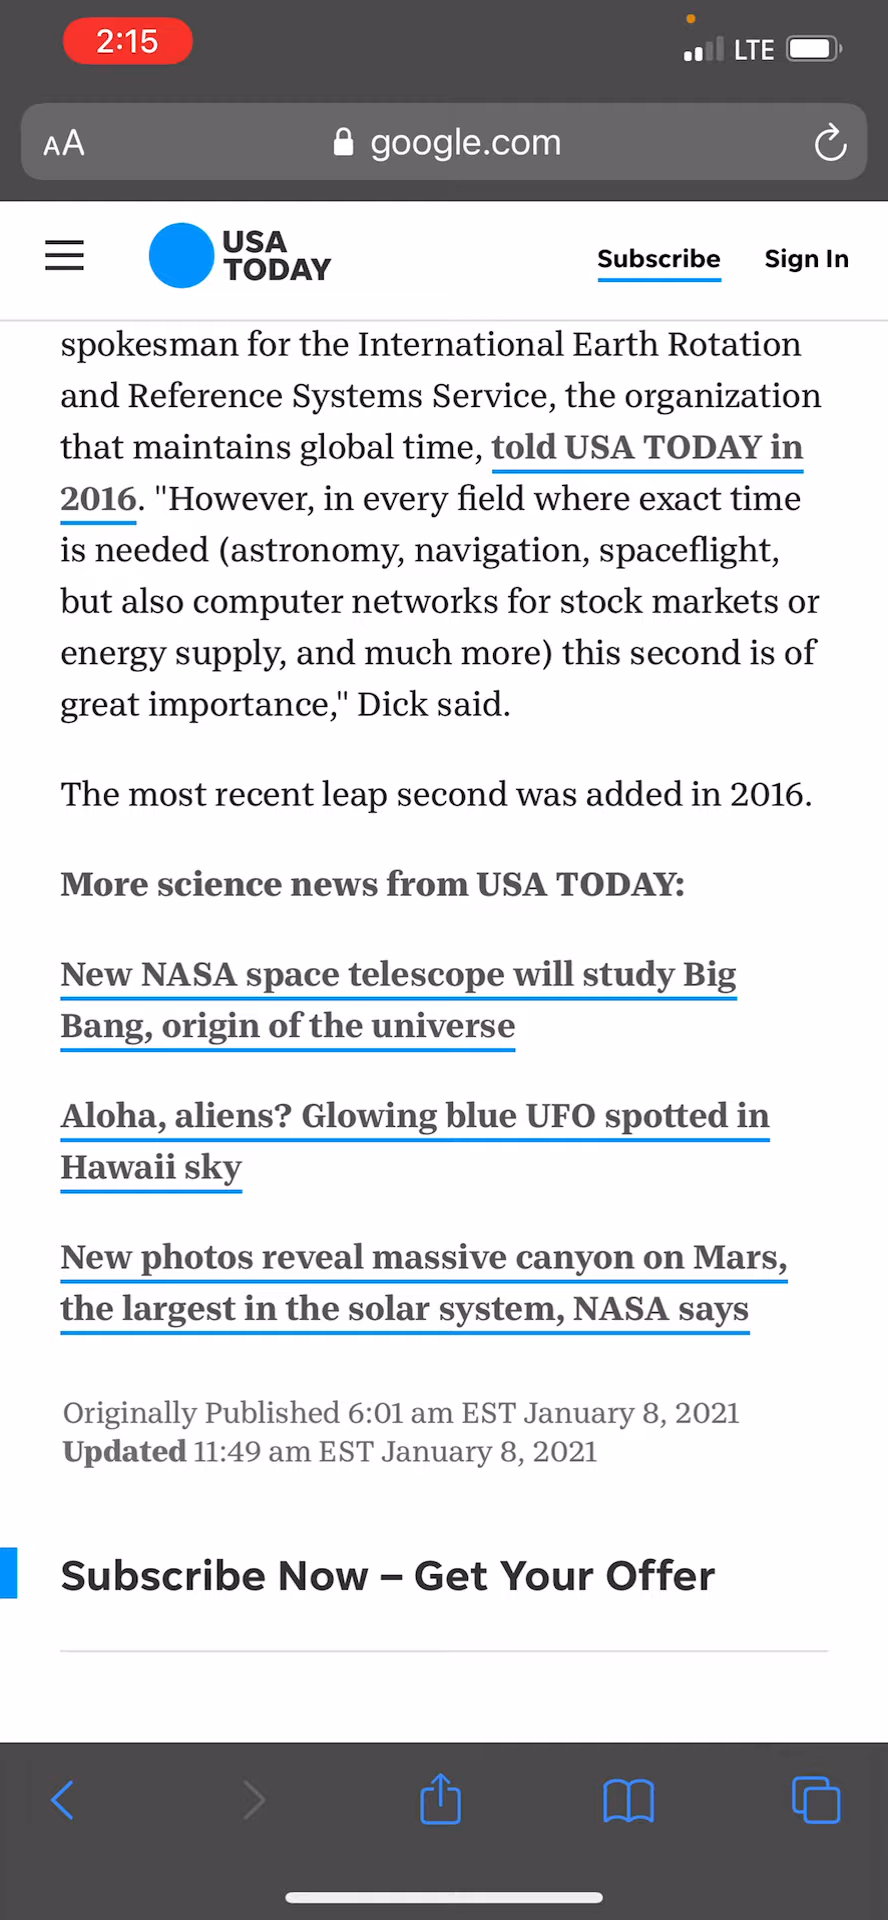 2:15
LTE
AA
google.com
USA
TODAY
Subscribe
Sign In
spokesman for the International Earth Rotation
and Reference Systems Service, the organization
that maintains global time, told USA TODAY in
2016. "However, in every field where exact time
is needed (astronomy, navigation, spaceflight,
but also computer networks for stock markets or
energy supply, and much more) this second is of
great importance," Dick said.
The most recent leap second was added in 2016.
More science news from USA TODAY:
New NASA space telescope will study Big
Bang, origin of the universe
Aloha, aliens? Glowing blue UFO spotted in
Hawaii sky
New photos reveal massive canyon on Mars,
the largest in the solar system, NASA says
Originally Published 6:01 am EST January 8, 2021
Updated 11:49 am EST January 8, 2021
Subscribe Now – Get Your Offer